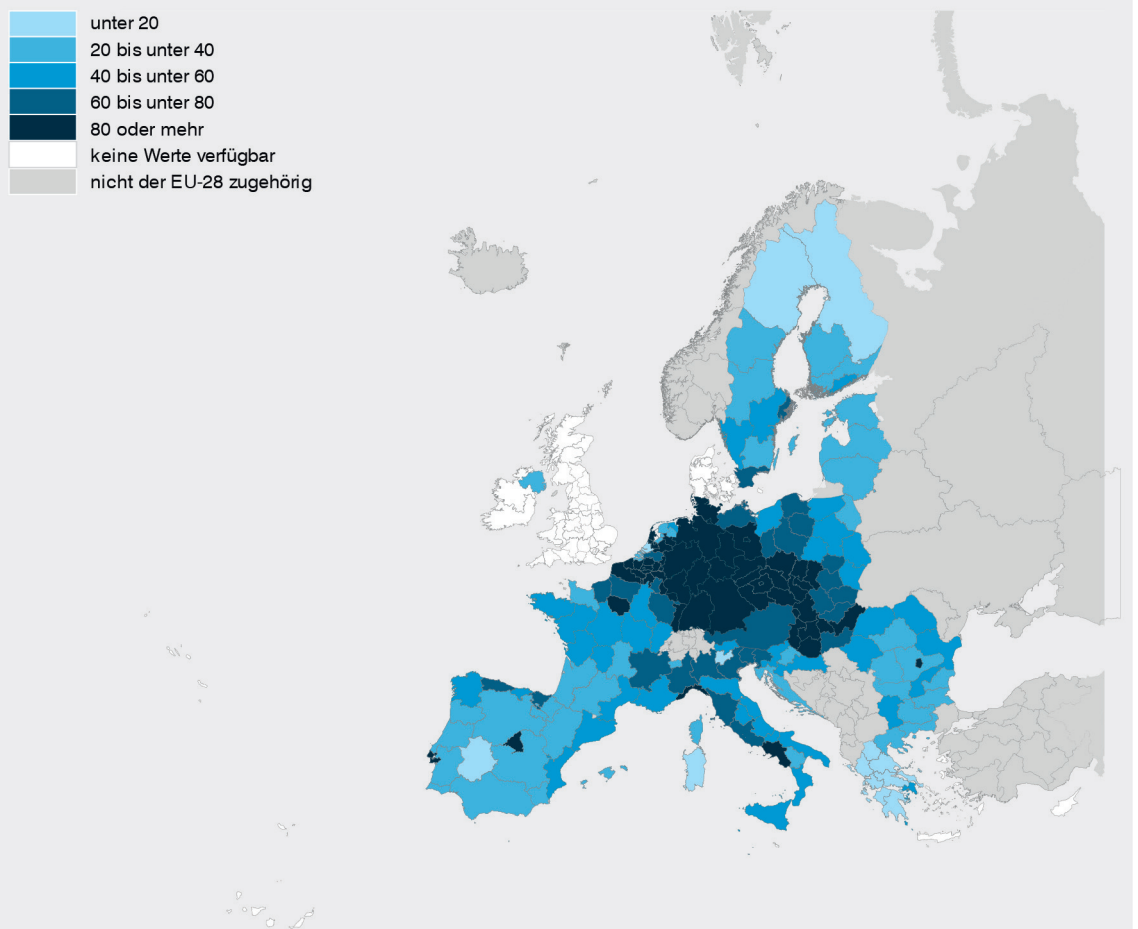 unter 20
20 bis unter 40
40 bis unter 60
60 bis unter 80
80 oder mehr
keine Werte verfügbar
nicht der EU-28 zugehörig